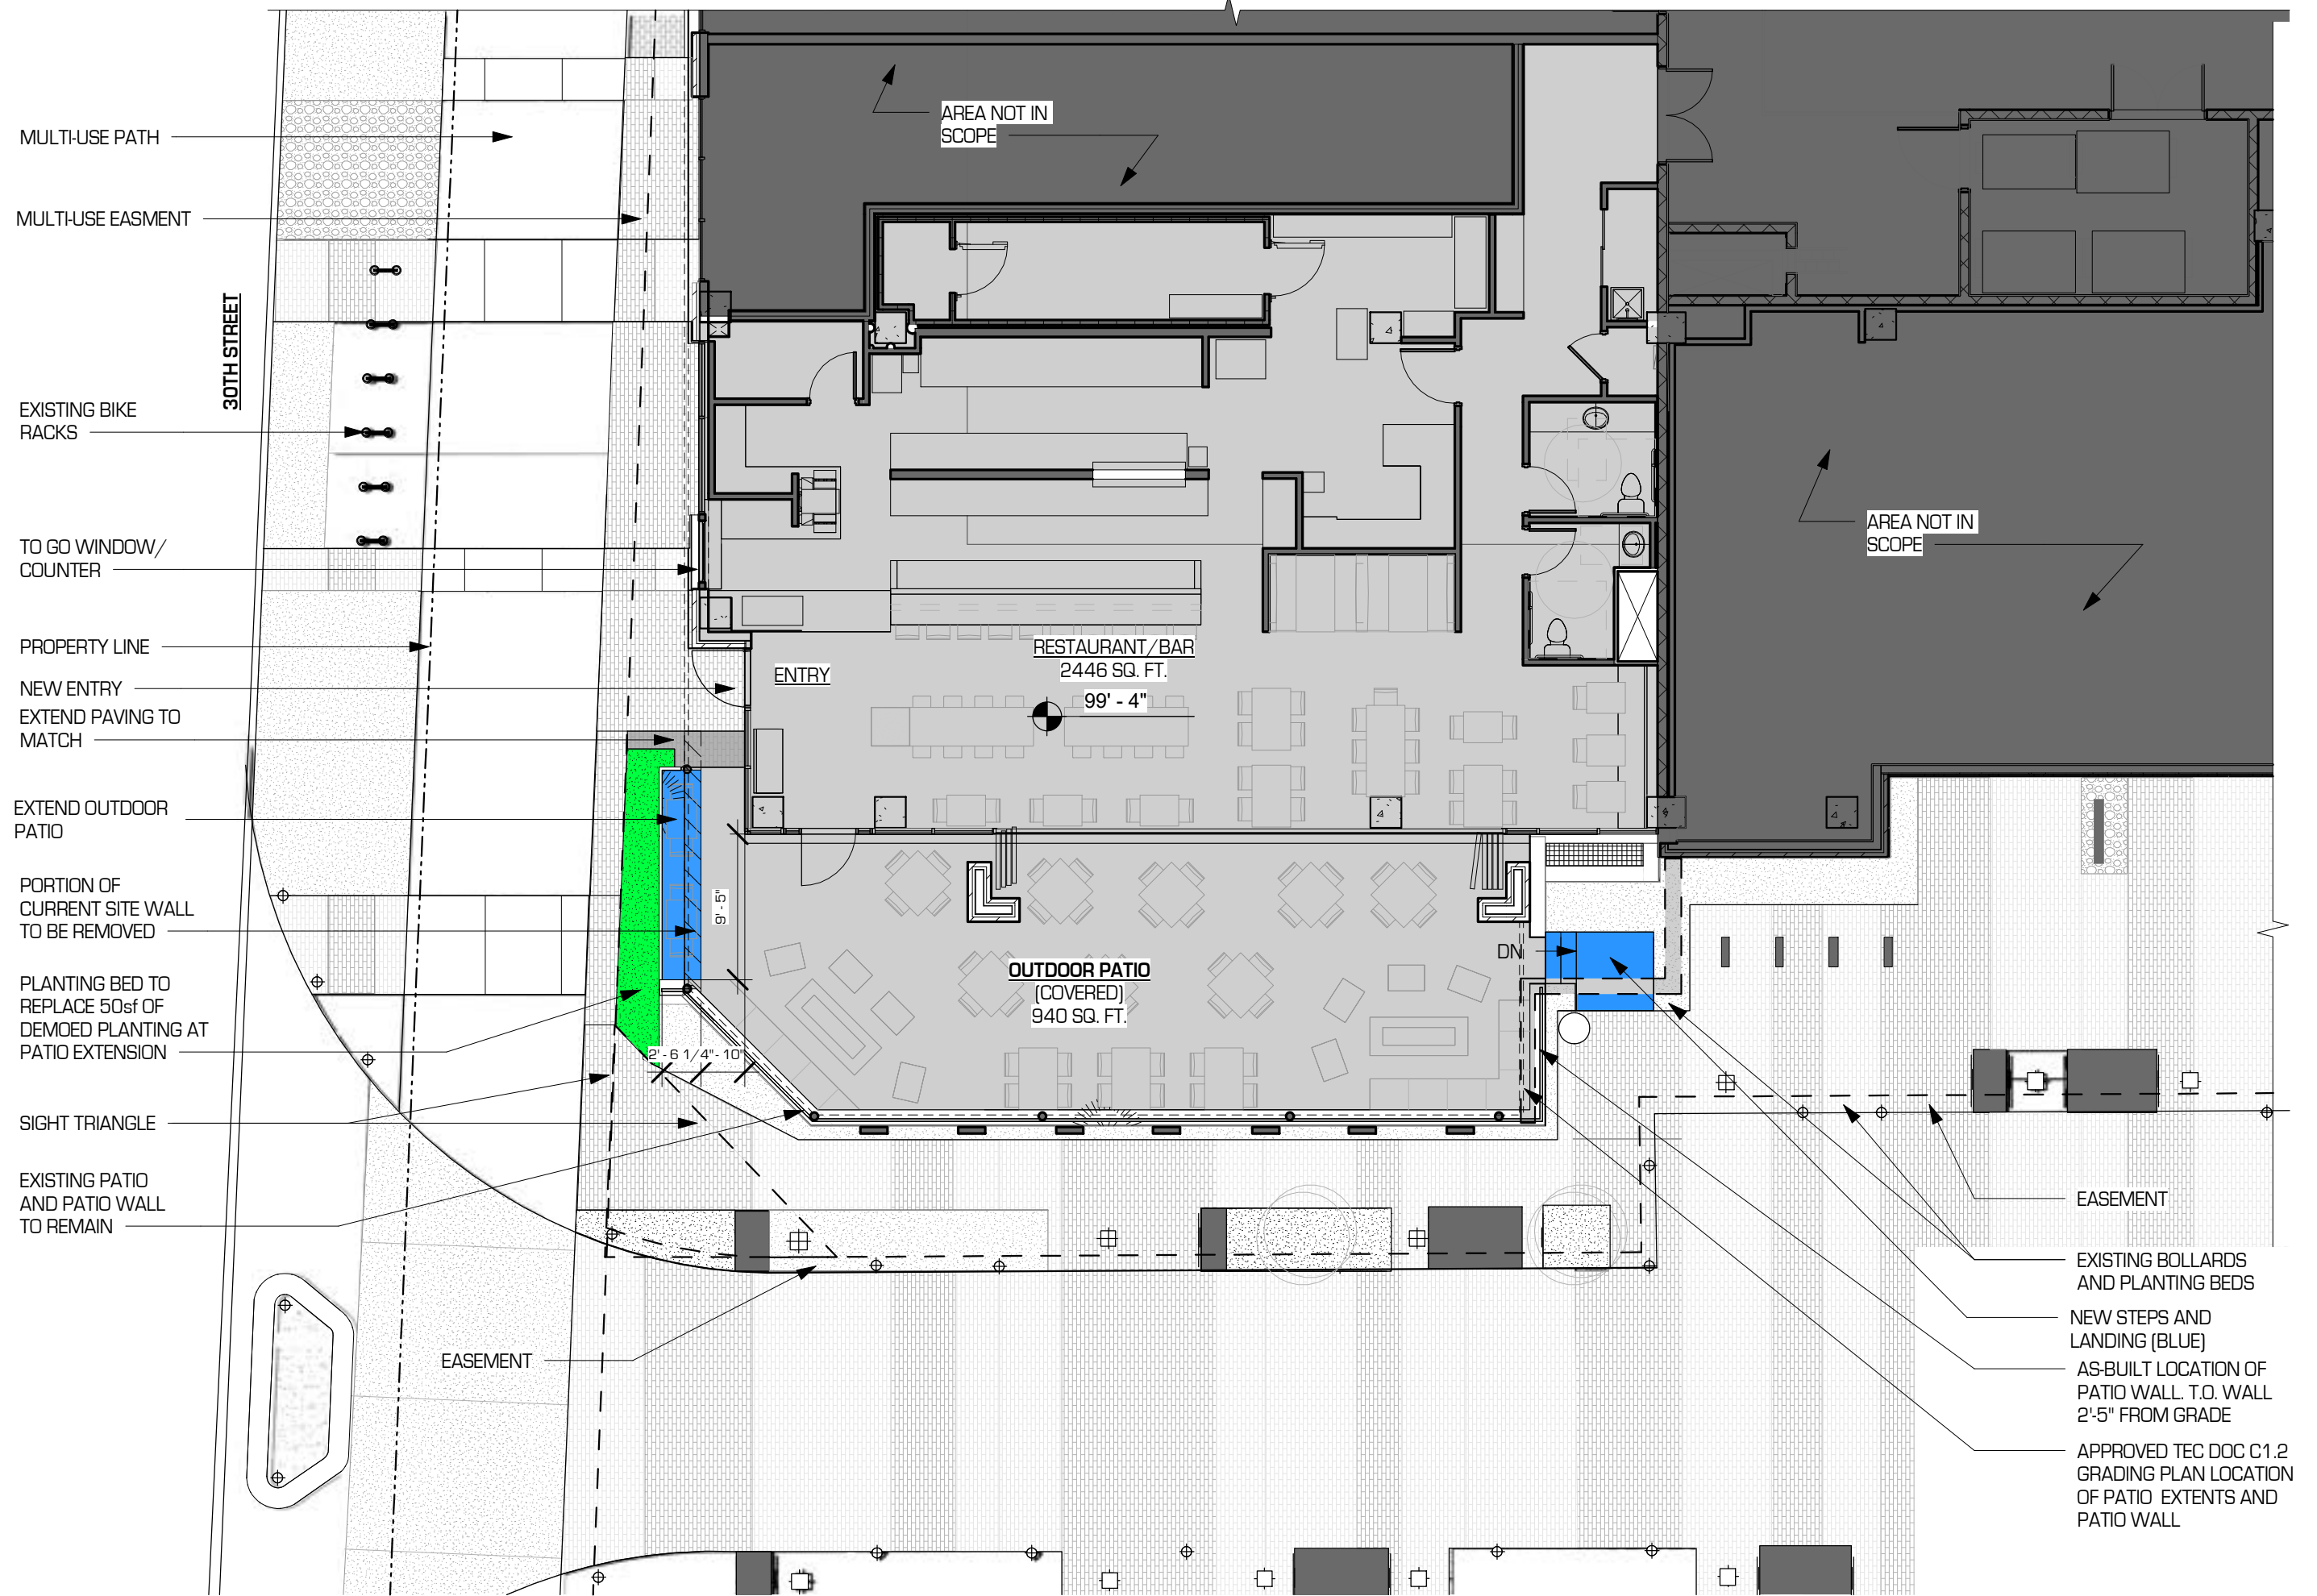 MULTI-USE PATH
MULTI-USE EASMENT
30TH STREET
EXISTING BIKE
RACKS
TO GO WINDOW/
COUNTER
PROPERTY LINE
NEW ENTRY
EXTEND PAVING TO
MATCH
EXTEND OUTDOOR
PATIO
PORTION OF
CURRENT SITE WALL
TO BE REMOVED
PLANTING BED TO
REPLACE 50sf OF
DEMOED PLANTING AT
PATIO EXTENSION
SIGHT TRIANGLE
EXISTING PATIO
AND PATIO WALL
TO REMAIN
AREA NOT IN
SCOPE
ENTRY
RESTAURANT/BAR
2446 SQ. FT.
99' - 4"
9' - 5"
2' - 6 1/4"- 10"
OUTDOOR PATIO
(COVERED)
940 SQ. FT.
DN
EASEMENT
AREA NOT IN
SCOPE
EASEMENT
EXISTING BOLLARDS
AND PLANTING BEDS
NEW STEPS AND
LANDING (BLUE)
AS-BUILT LOCATION OF
PATIO WALL. T.O. WALL
2'-5" FROM GRADE
APPROVED TEC DOC C1.2
GRADING PLAN LOCATION
OF PATIO EXTENTS AND
PATIO WALL